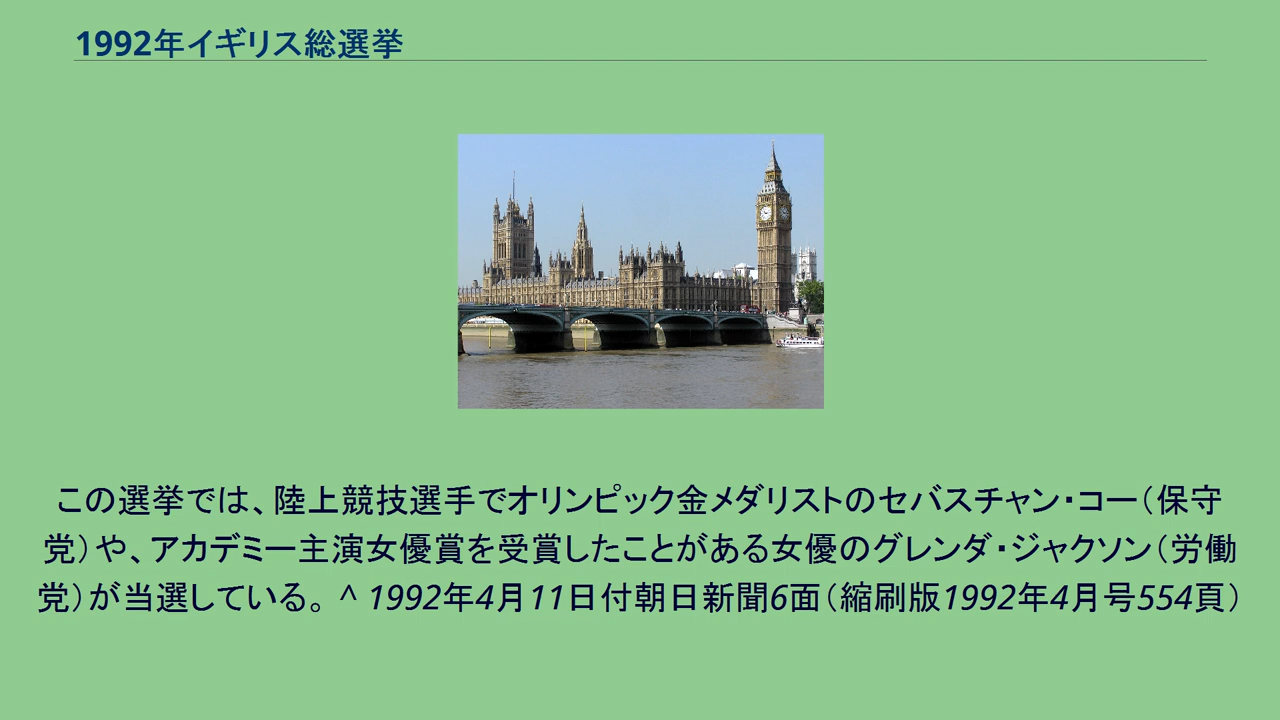 1992年イギリス総選挙
この選挙では、陸上競技選手でオリンピック金メダリストのセバスチャン・コー（保守
党）や、アカデミー主演女優賞を受賞したことがある女優のグレンダ・ジャクソン（労働
党）が当選している。 ^ 1992年4月11日付朝日新聞6面（縮刷版1992年4月号554頁）